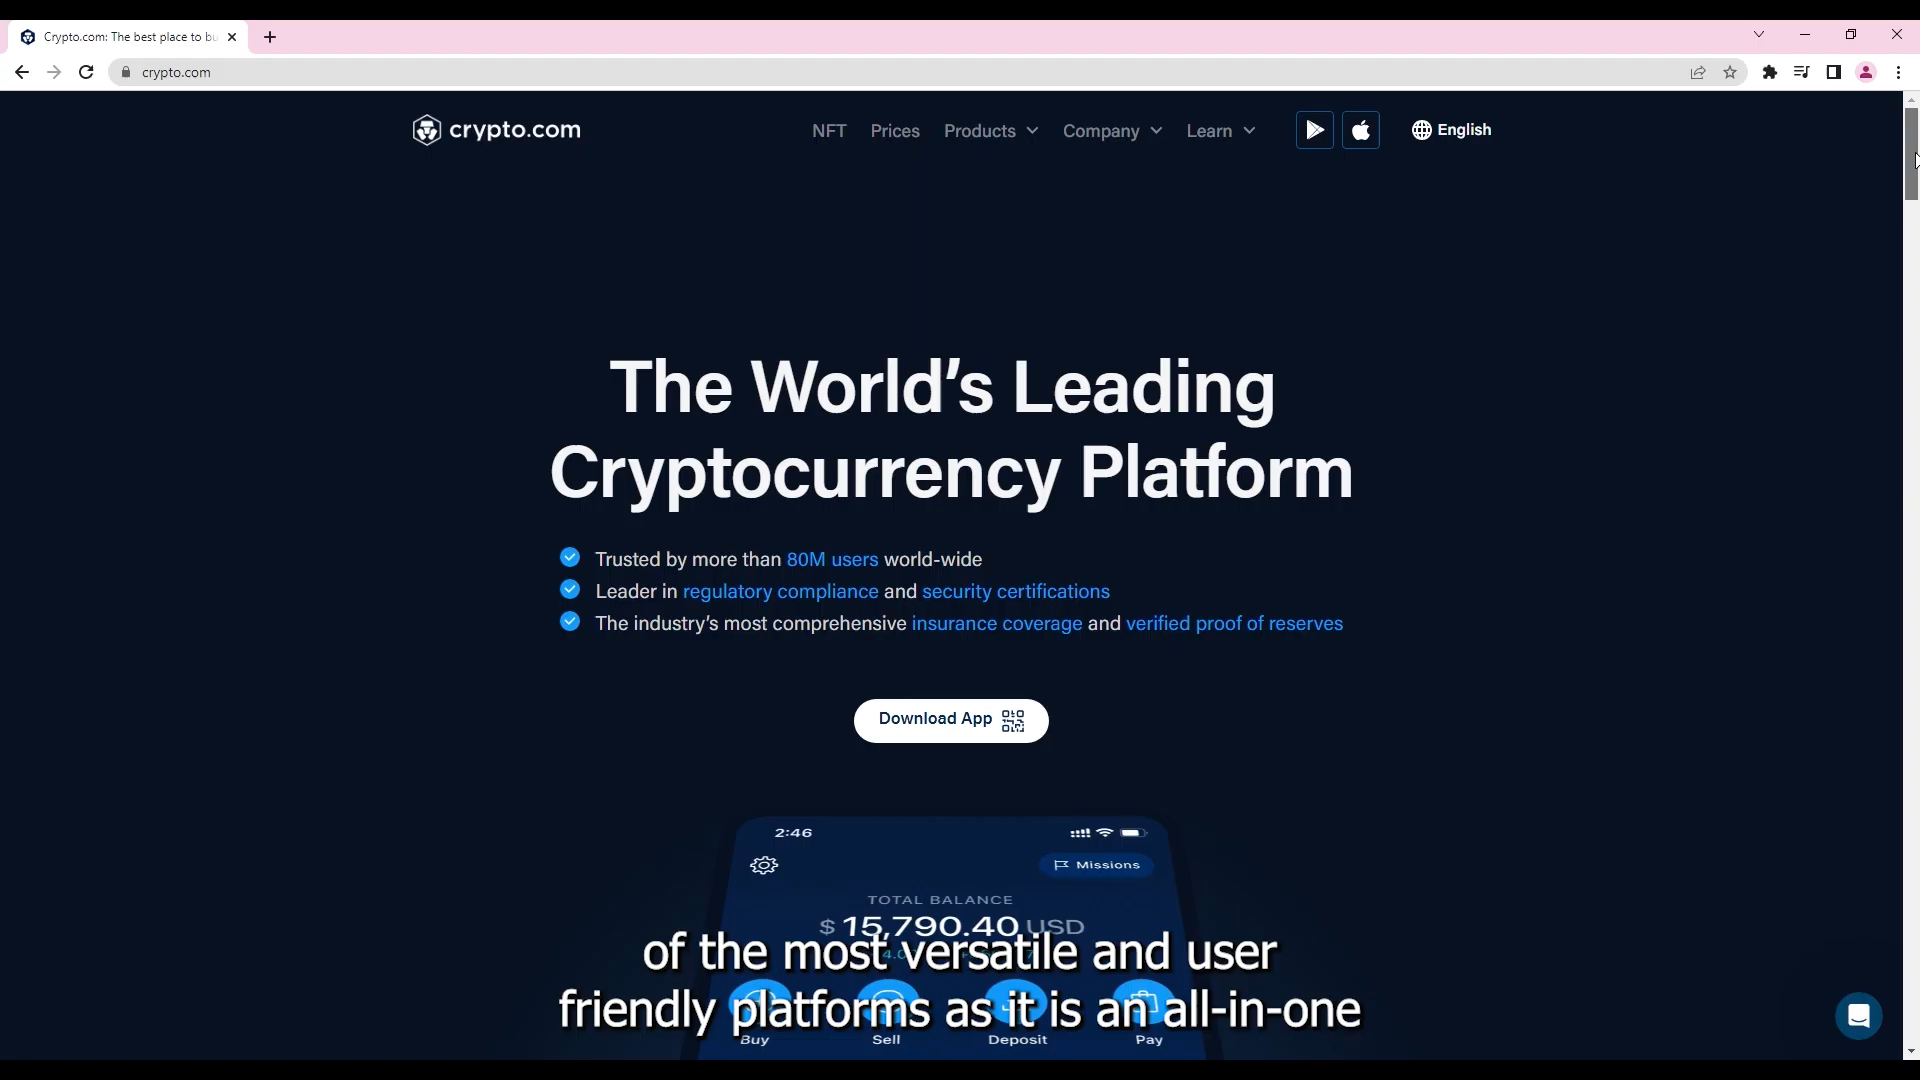 Crypto.com: The best place to bu
crypto.com
crypto.com
NFT
Prices
Products
Company
Learn
English
The World's Leading
Cryptocurrency Platform
Trusted by more than 80M users world-wide
Leader in regulatory compliance and security certifications
The industry's most comprehensive insurance coverage and verified proof of reserves
Download App
2:46
Missions
TOTAL BALANCE
$ 15,790.40 USD
of the most versatile and user
friendly platforms as it is an all-in-one
Buy
Sell
Deposit
Pay